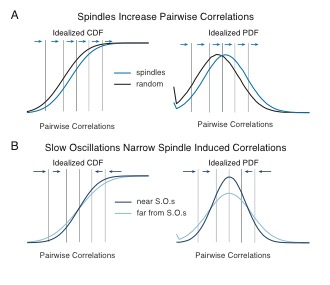 A
Spindles Increase Pairwise Correlations
Idealized CDF
Idealized PDF
spindles
random
Pairwise Correlations
Pairwise Correlations
B
Slow Oscillations Narrow Spindle Induced Correlations
Idealized CDF
Idealized PDF
near S.O.s
far from S.O.s
Pairwise Correlations
Pairwise Correlations